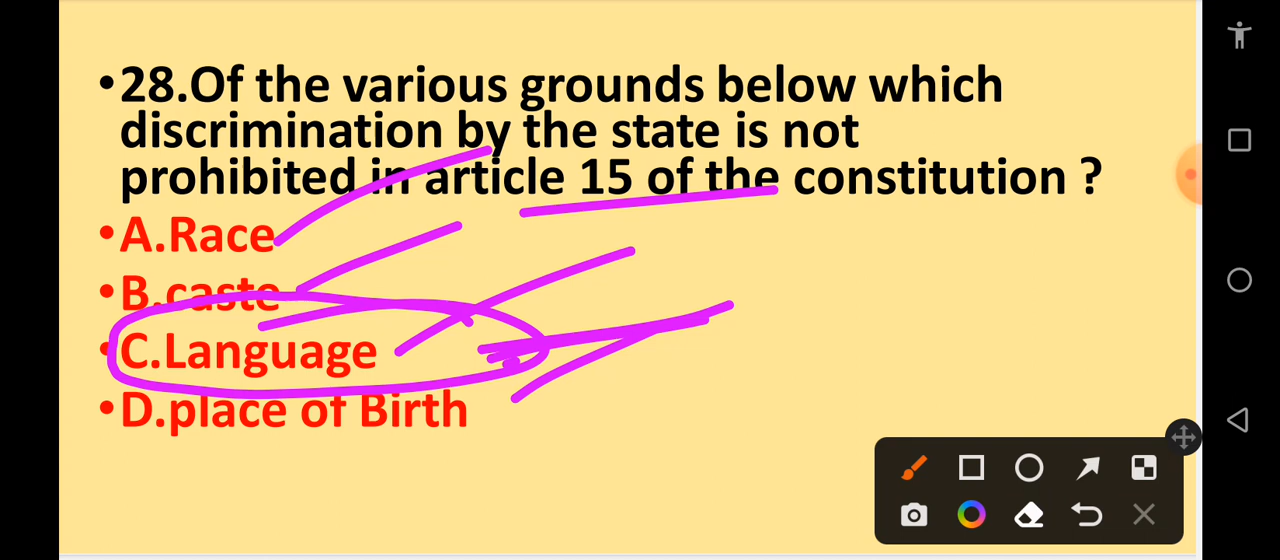 •28.Of the various grounds below which
discrimination by the state is not
prohibited in article 15 of the constitution ?
•A.Race
•B.caste
•C.Language
•D.place of Birth